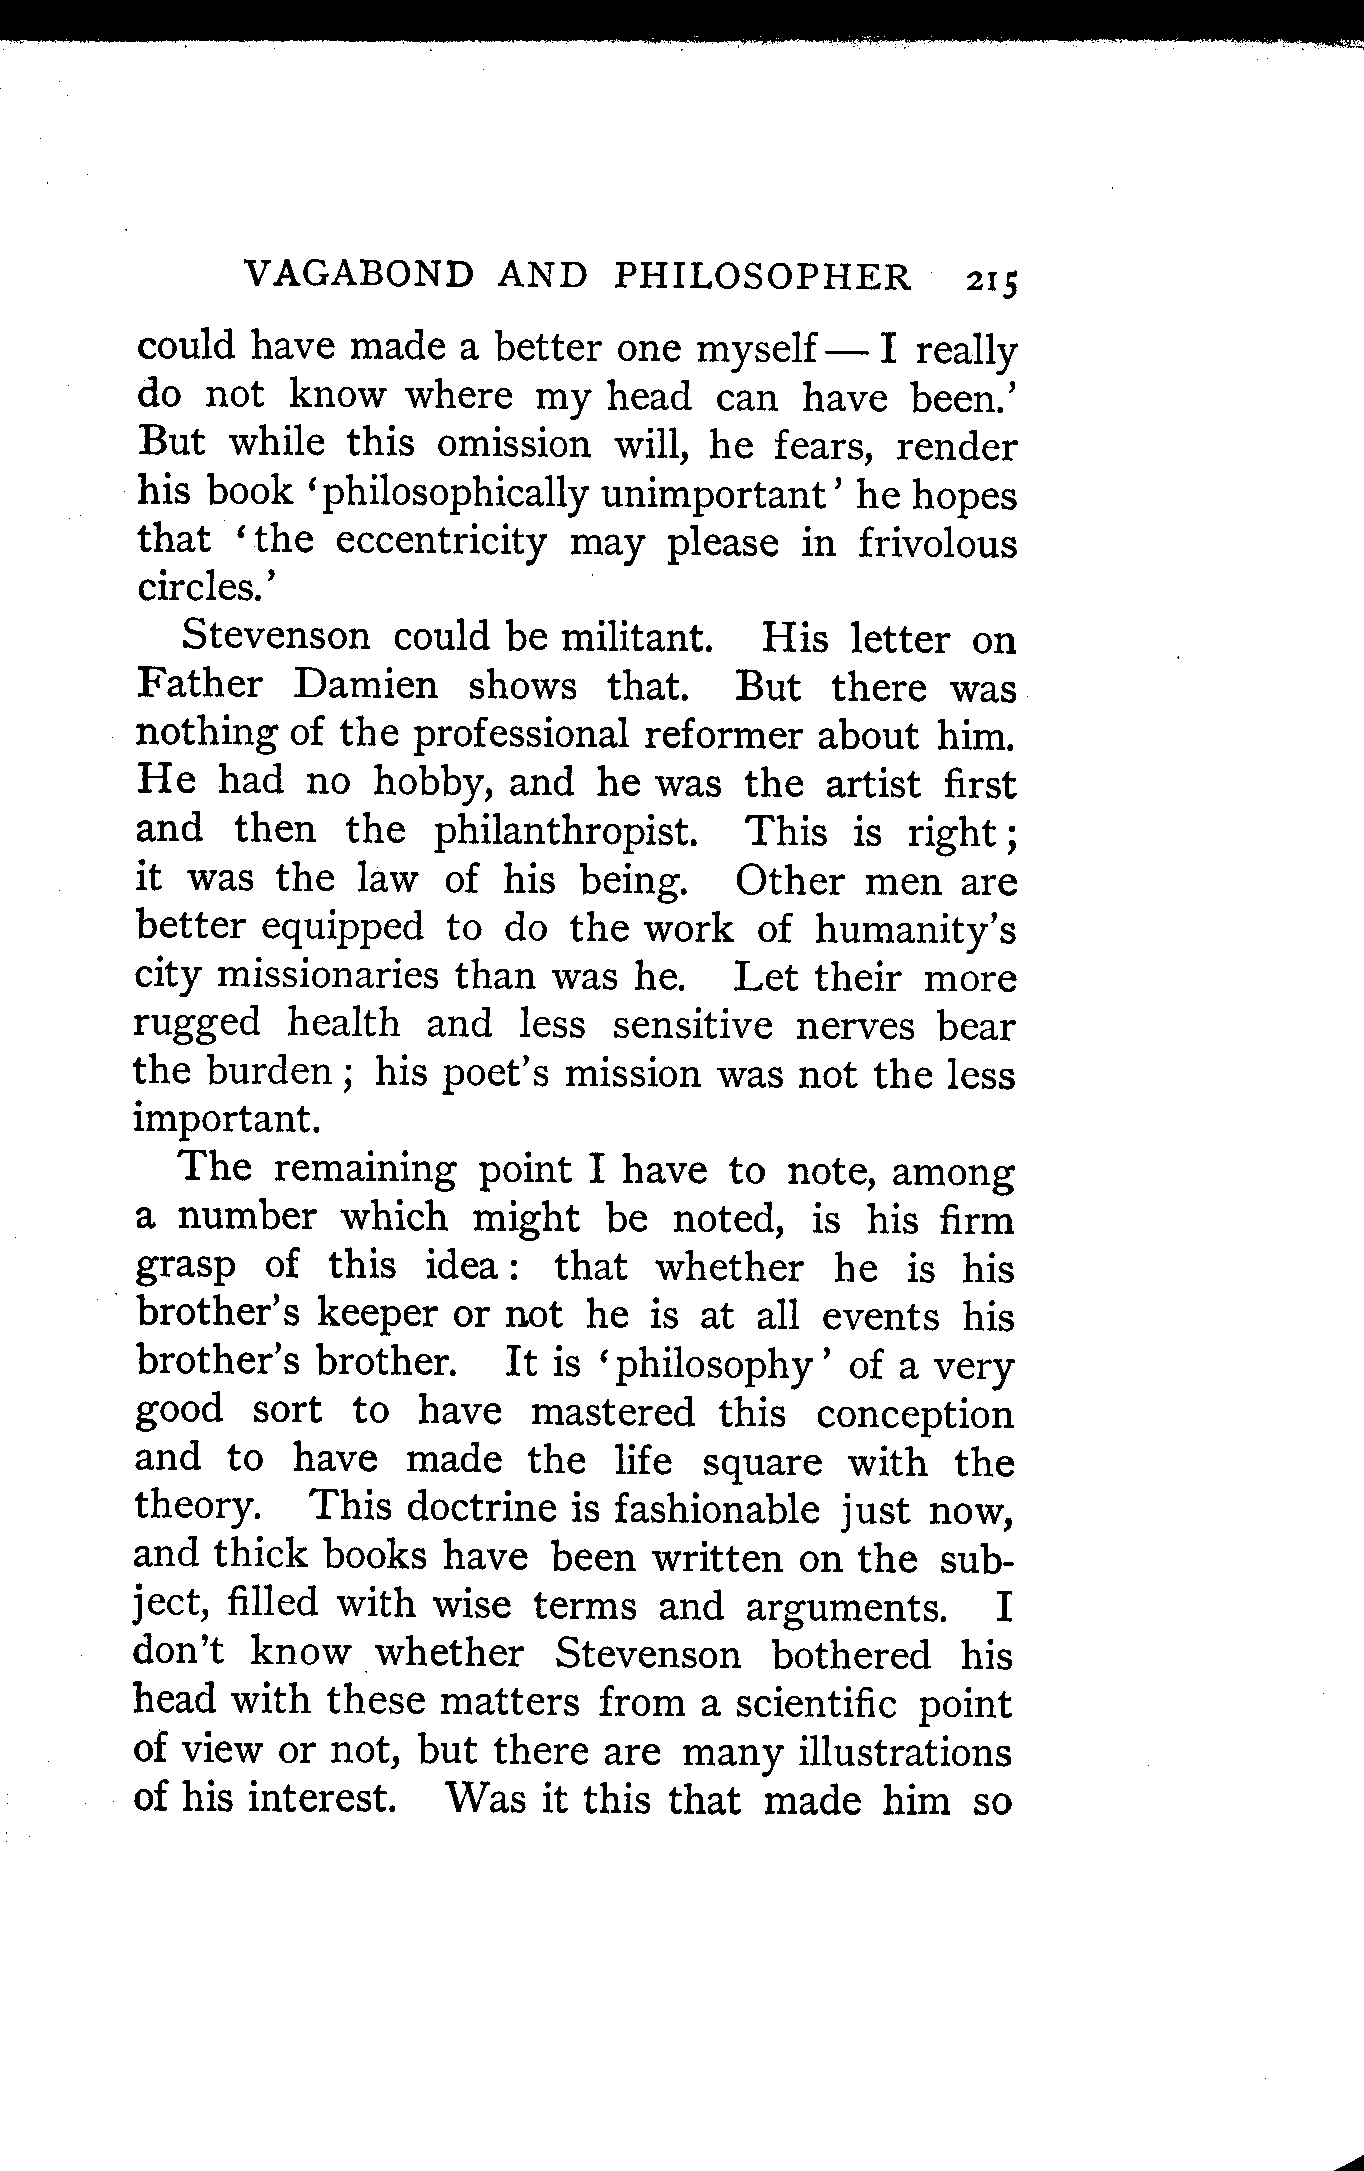 VAGABOND AND PHILOSOPHER 215
could have made a better one myself — I really
do not know where my head can have been.'
But while this omission will, he fears, render
his book 'philosophically unimportant' he hopes
that 'the eccentricity may please in frivolous
circles.'
Stevenson could be militant. His letter on
Father Damien shows that. But there was
nothing of the professional reformer about him.
He had no hobby, and he was the artist first
and then the philanthropist. This is right;
it was the law of his being. Other men are
better equipped to do the work of humanity's
city missionaries than was he. Let their more
rugged health and less sensitive nerves bear
the burden; his poet's mission was not the less
important.
The remaining point I have to note, among
a number which might be noted, is his firm
grasp of this idea: that whether he is his
brother's keeper or not he is at all events his
brother's brother. It is 'philosophy' of a very
good sort to have mastered this conception
and to have made the life square with the
theory. This doctrine is fashionable just now,
and thick books have been written on the sub-
ject, filled with wise terms and arguments. I
don't know whether Stevenson bothered his
head with these matters from a scientific point
of view or not, but there are many illustrations
of his interest. Was it this that made him so